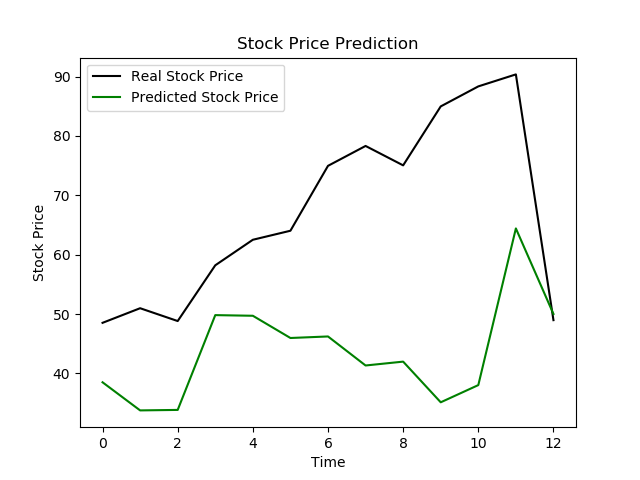 Stock Price Prediction
Real Stock Price
Predicted Stock Price
90
80
70
60
50
40
Stock Price
0 2 4 6 8 10 12
Time